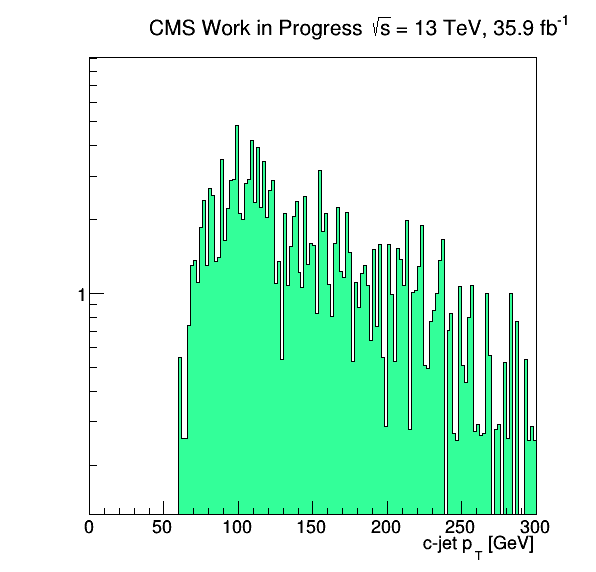 CMS Work in Progress √s = 13 TeV, 35.9 fb⁻¹
1
0 50 100 150 200 250 300
c-jet p_T [GeV]